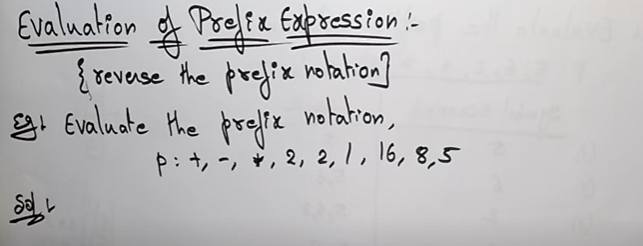 Evaluation of Prefix Expression :-
{ reverse the prefix notation}
Eg:- Evaluate the prefix notation,
p : +, -, *, 2, 2, /, 16, 8, 5
Sol:-